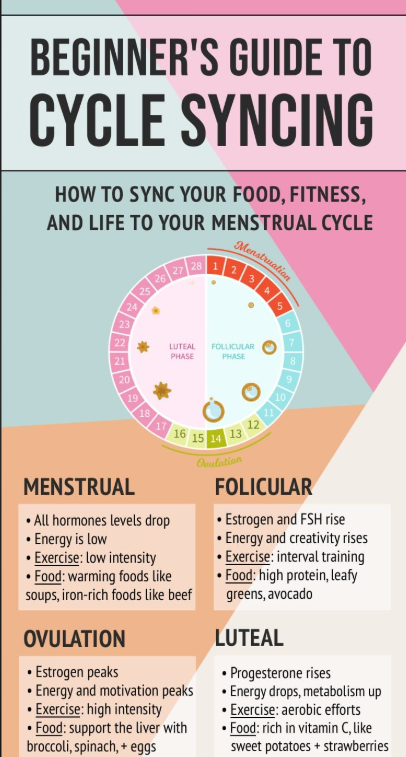 BEGINNER'S GUIDE TO
CYCLE SYNCING
HOW TO SYNC YOUR FOOD, FITNESS,
AND LIFE TO YOUR MENSTRUAL CYCLE
Menstruation
1
2
3
4
5
6
7
8
9
10
11
12
13
14
15
16
17
18
19
20
21
22
23
24
25
26
27
28
LUTEAL
PHASE
FOLLICULAR
PHASE
Ovulation
MENSTRUAL
• All hormones levels drop
• Energy is low
• Exercise: low intensity
• Food: warming foods like
soups, iron-rich foods like beef
FOLICULAR
• Estrogen and FSH rise
• Energy and creativity rises
• Exercise: interval training
• Food: high protein, leafy
greens, avocado
OVULATION
• Estrogen peaks
• Energy and motivation peaks
• Exercise: high intensity
• Food: support the liver with
broccoli, spinach, + eggs
LUTEAL
• Progesterone rises
• Energy drops, metabolism up
• Exercise: aerobic efforts
• Food: rich in vitamin C, like
sweet potatoes + strawberries